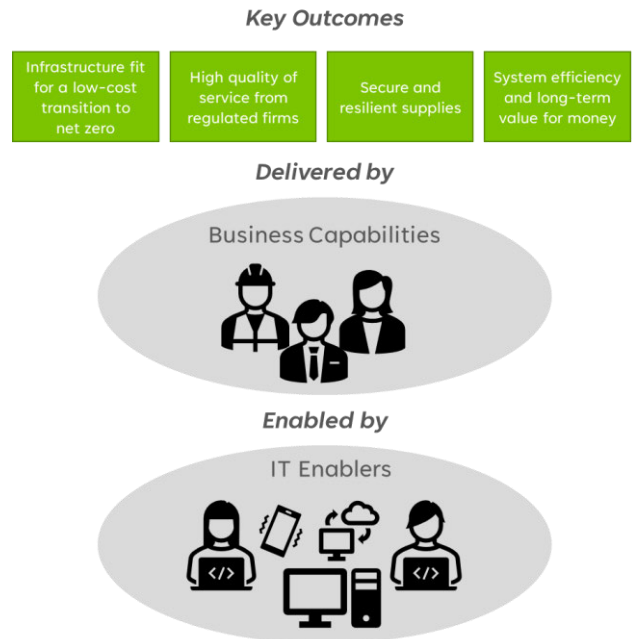 Key Outcomes
Infrastructure fit
for a low-cost
transition to
net zero
High quality of
service from
regulated firms
Secure and
resilient supplies
System efficiency
and long-term
value for money
Delivered by
Business Capabilities
Enabled by
IT Enablers
</>
</>